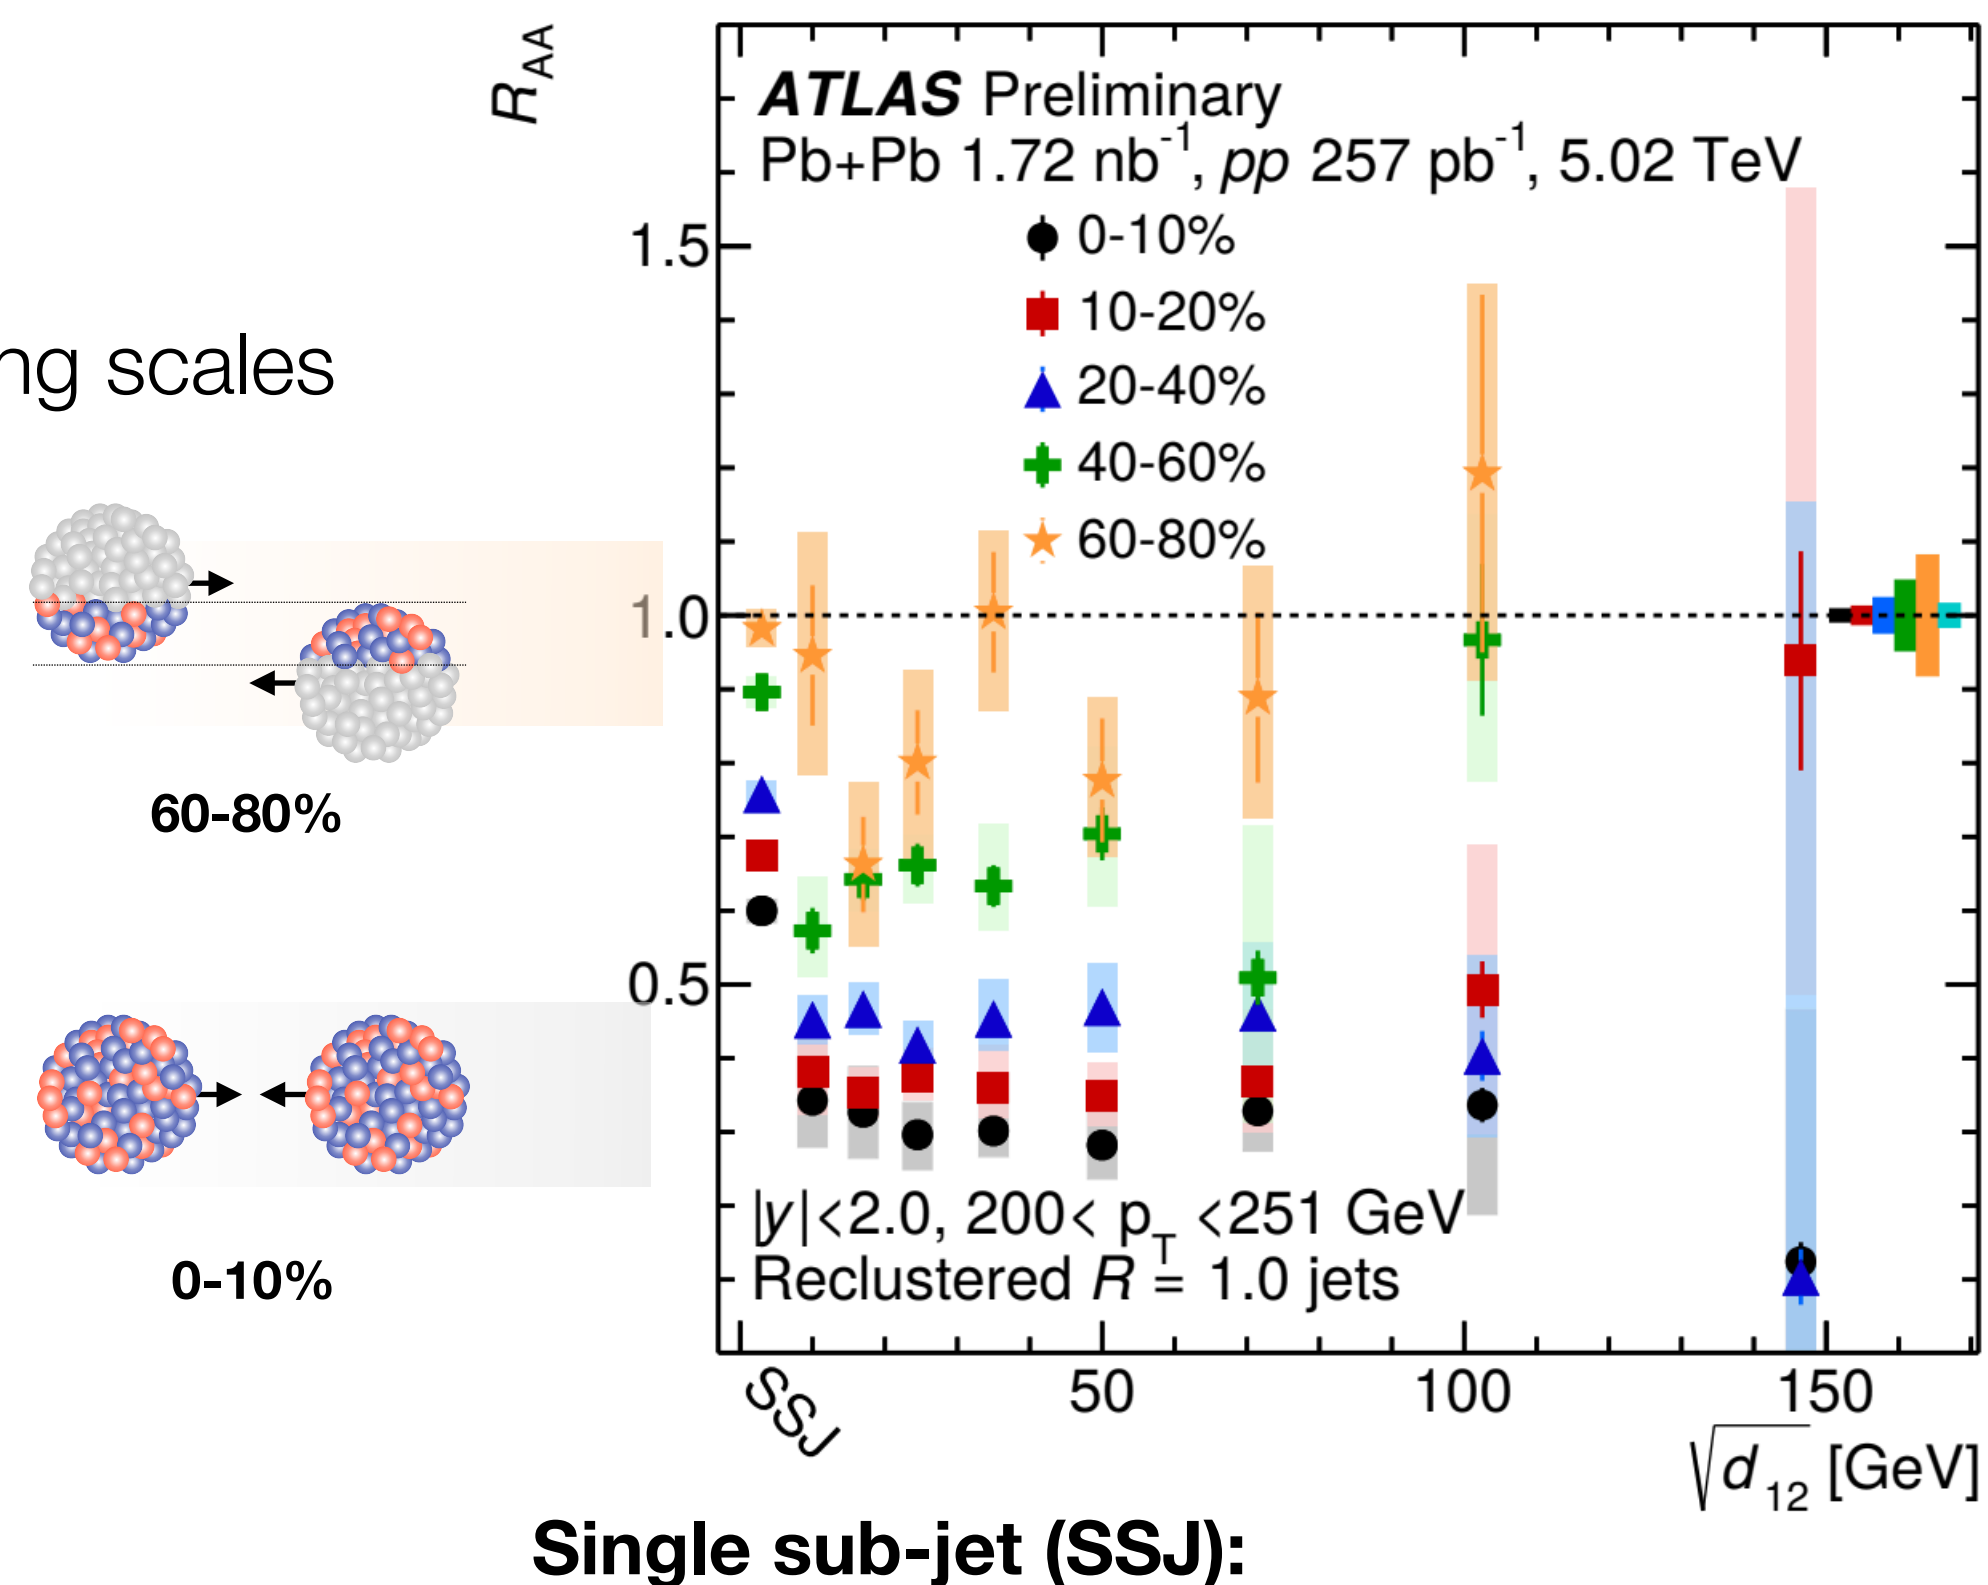 R_AA
ATLAS Preliminary
Pb+Pb 1.72 nb⁻¹, pp 257 pb⁻¹, 5.02 TeV
0-10%
10-20%
20-40%
40-60%
60-80%
1.5
1.0
0.5
ng scales
60-80%
0-10%
|y|<2.0, 200< p_T <251 GeV
Reclustered R = 1.0 jets
SSJ
50
100
150
√d₁₂ [GeV]
Single sub-jet (SSJ):